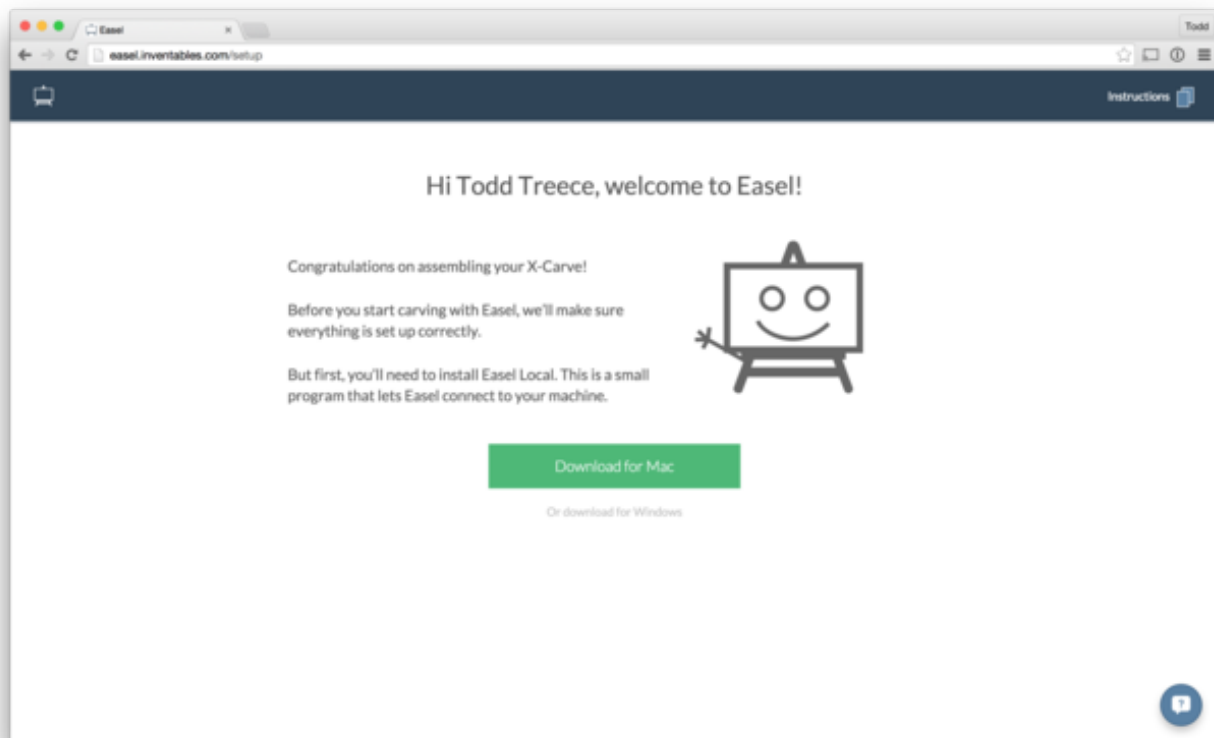 Easel
Todd
easel.inventables.com/setup
Instructions
Hi Todd Treece, welcome to Easel!
Congratulations on assembling your X-Carve!
Before you start carving with Easel, we'll make sure
everything is set up correctly.
But first, you'll need to install Easel Local. This is a small
program that lets Easel connect to your machine.
Download for Mac
Or download for Windows
?